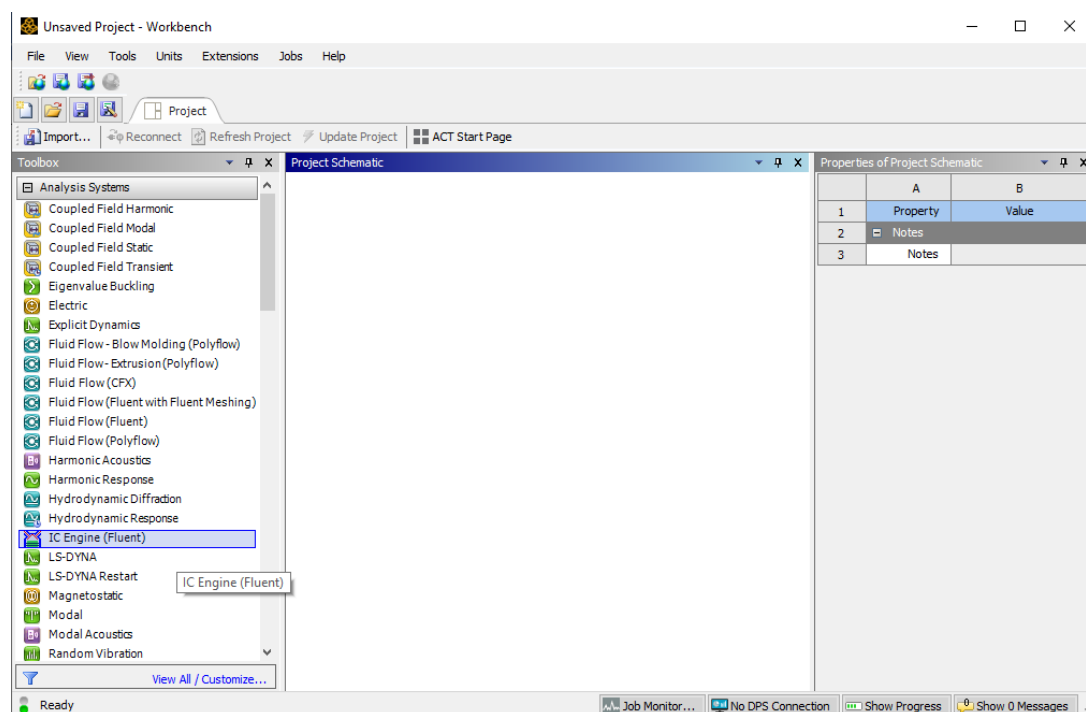 Unsaved Project - Workbench
File View Tools Units Extensions Jobs Help
Project
Import... Reconnect Refresh Project Update Project ACT Start Page
Toolbox
Project Schematic
Properties of Project Schematic
Analysis Systems
Coupled Field Harmonic
Coupled Field Modal
Coupled Field Static
Coupled Field Transient
Eigenvalue Buckling
Electric
Explicit Dynamics
Fluid Flow - Blow Molding (Polyflow)
Fluid Flow - Extrusion (Polyflow)
Fluid Flow (CFX)
Fluid Flow (Fluent with Fluent Meshing)
Fluid Flow (Fluent)
Fluid Flow (Polyflow)
Harmonic Acoustics
Harmonic Response
Hydrodynamic Diffraction
Hydrodynamic Response
IC Engine (Fluent)
LS-DYNA
LS-DYNA Restart
IC Engine (Fluent)
Magnetostatic
Modal
Modal Acoustics
Random Vibration
View All / Customize...
A B
1 Property Value
2 Notes
3 Notes
Ready
Job Monitor... No DPS Connection Show Progress 0 Show 0 Messages